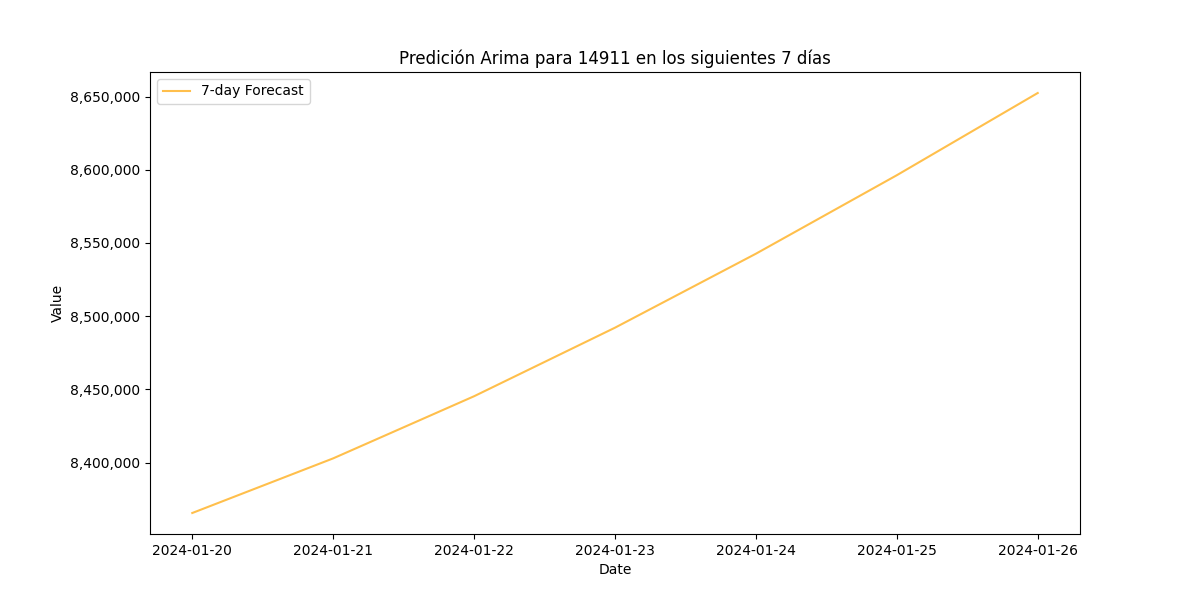 Predición Arima para 14911 en los siguientes 7 días
7-day Forecast
8,650,000
8,600,000
8,550,000
8,500,000
8,450,000
8,400,000
Value
2024-01-20 2024-01-21 2024-01-22 2024-01-23 2024-01-24 2024-01-25 2024-01-26
Date